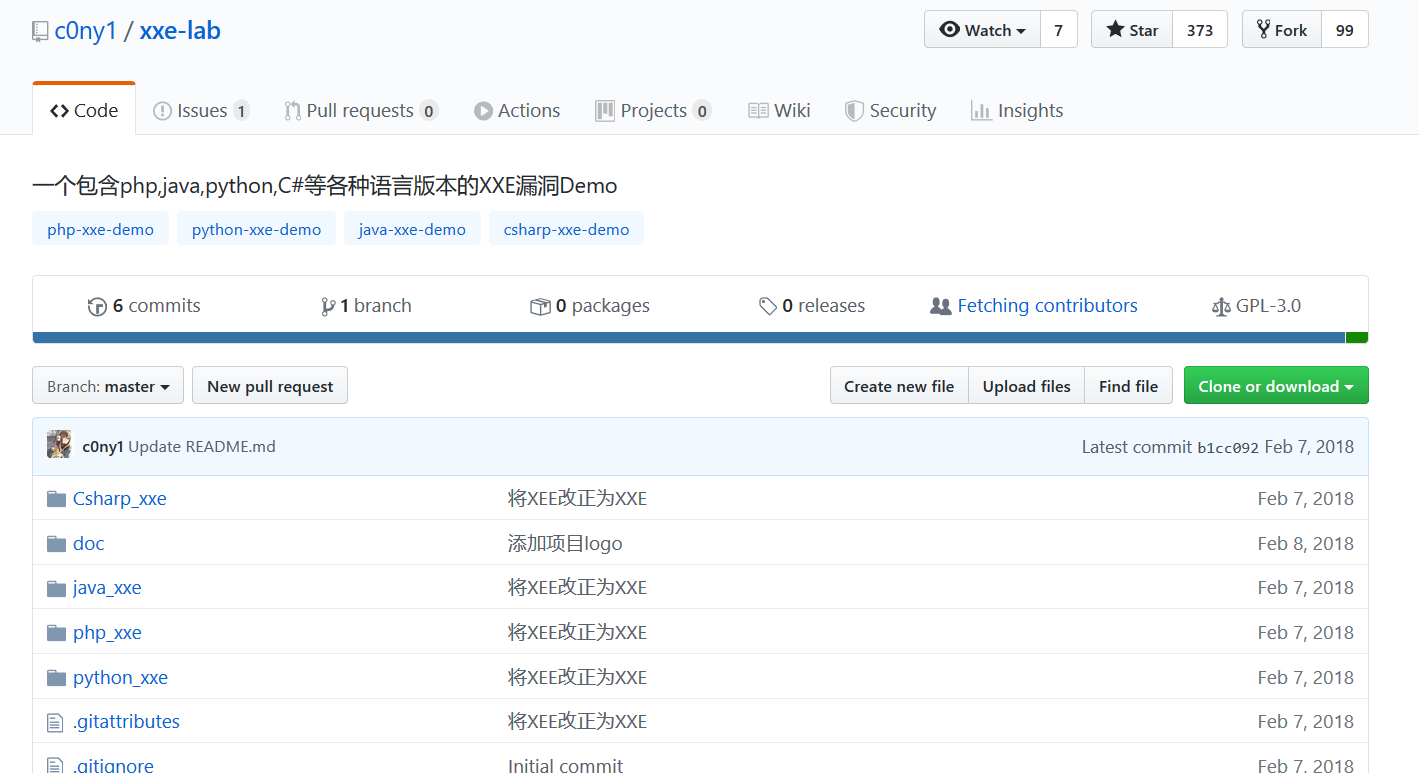 c0ny1 / xxe-lab Watch 7 Star 373 Fork 99
Code Issues 1 Pull requests 0 Actions Projects 0 Wiki Security Insights
一个包含php,java,python,C#等各种语言版本的XXE漏洞Demo
php-xxe-demo python-xxe-demo java-xxe-demo csharp-xxe-demo
6 commits 1 branch 0 packages 0 releases Fetching contributors GPL-3.0
Branch: master New pull request Create new file Upload files Find file Clone or download
c0ny1 Update README.md Latest commit b1cc092 Feb 7, 2018
Csharp_xxe 将XEE改正为XXE Feb 7, 2018
doc 添加项目logo Feb 8, 2018
java_xxe 将XEE改正为XXE Feb 7, 2018
php_xxe 将XEE改正为XXE Feb 7, 2018
python_xxe 将XEE改正为XXE Feb 7, 2018
.gitattributes 将XEE改正为XXE Feb 7, 2018
.gitignore Initial commit Feb 7, 2018